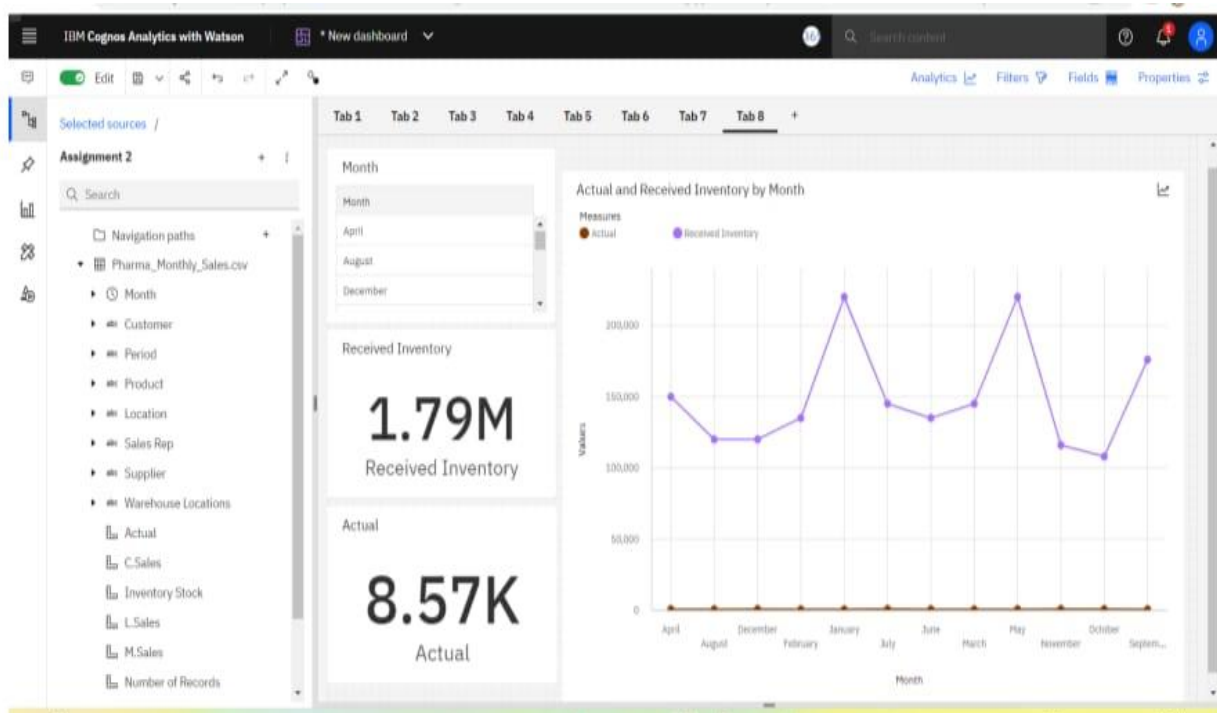 IBM Cognos Analytics with Watson
* New dashboard
Search content
Edit
Analytics
Filters
Fields
Properties
Selected sources /
Assignment 2
Search
Navigation paths
Pharma_Monthly_Sales.csv
Month
Customer
Period
Product
Location
Sales Rep
Supplier
Warehouse Locations
Actual
C.Sales
Inventory Stock
L.Sales
M.Sales
Number of Records
Tab 1 Tab 2 Tab 3 Tab 4 Tab 5 Tab 6 Tab 7 Tab 8
Month
Month
April
August
December
Received Inventory
1.79M
Received Inventory
Actual
8.57K
Actual
Actual and Received Inventory by Month
Measures
Actual Received Inventory
Values
200,000
150,000
100,000
50,000
0
April August December February January July June March May November October Septem...
Month